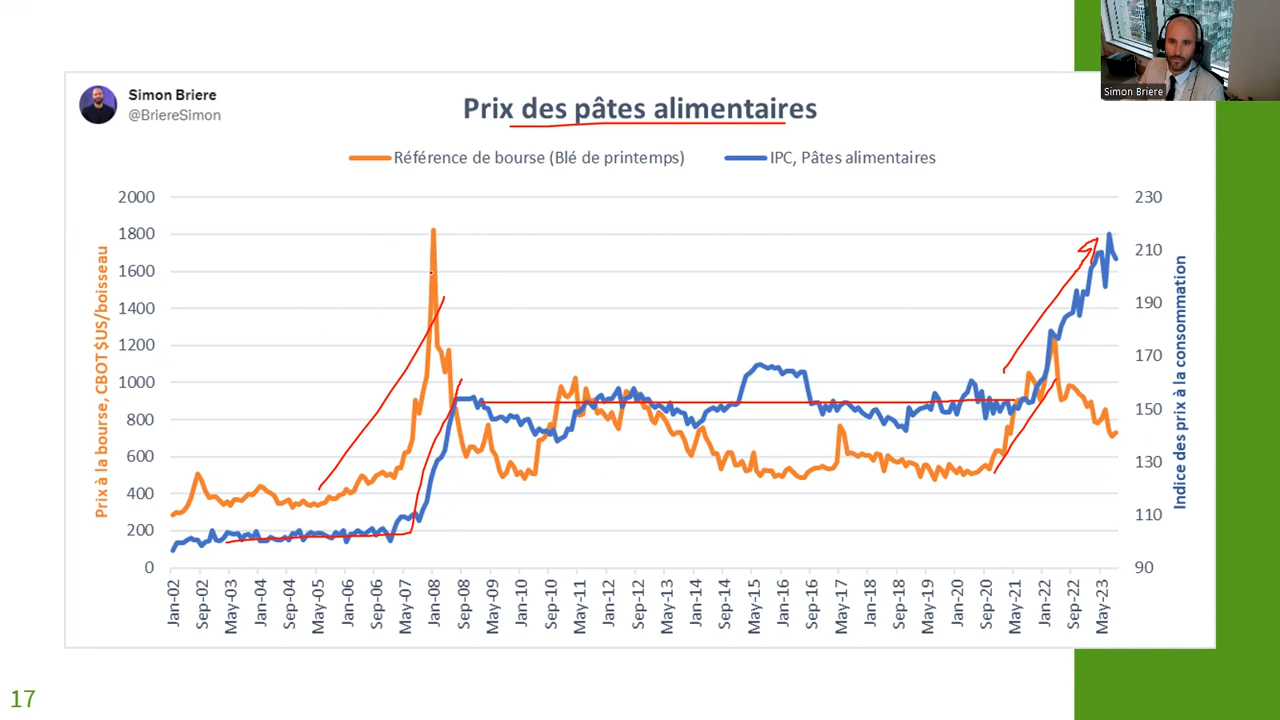 Simon Briere
Simon Briere
@BriereSimon
Prix des pâtes alimentaires
Référence de bourse (Blé de printemps)
IPC, Pâtes alimentaires
Prix à la bourse, CBOT $US/boisseau
2000
1800
1600
1400
1200
1000
800
600
400
200
0
230
210
190
170
150
130
110
90
Indice des prix à la consommation
Jan-02
Sep-02
May-03
Jan-04
Sep-04
May-05
Jan-06
Sep-06
May-07
Jan-08
Sep-08
May-09
Jan-10
Sep-10
May-11
Jan-12
Sep-12
May-13
Jan-14
Sep-14
May-15
Jan-16
Sep-16
May-17
Jan-18
Sep-18
May-19
Jan-20
Sep-20
May-21
Jan-22
Sep-22
May-23
17